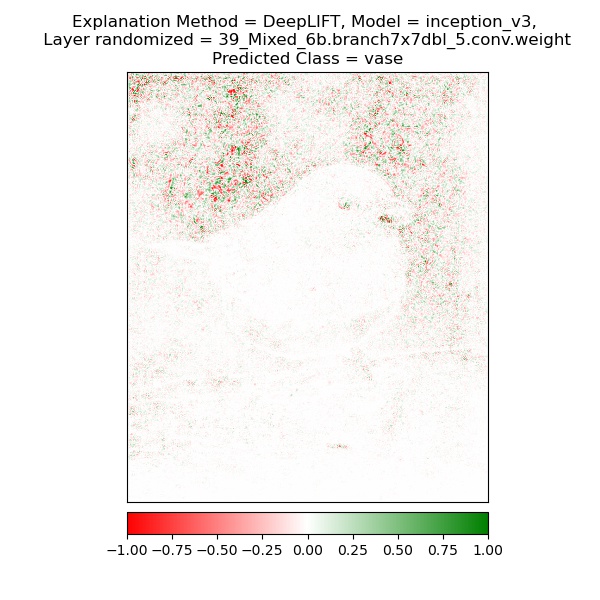 Explanation Method = DeepLIFT, Model = inception_v3,
Layer randomized = 39_Mixed_6b.branch7x7dbl_5.conv.weight
Predicted Class = vase
−1.00 −0.75 −0.50 −0.25 0.00 0.25 0.50 0.75 1.00